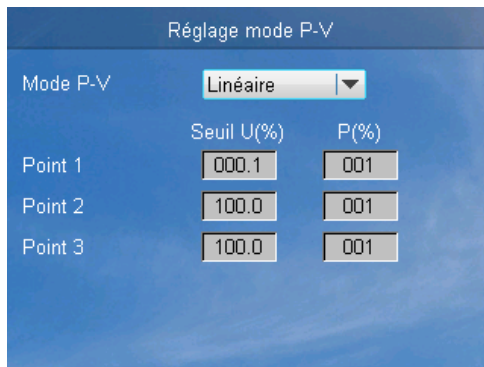 Réglage mode P-V
Mode P-V Linéaire
Seuil U(%) P(%)
Point 1 000.1 001
Point 2 100.0 001
Point 3 100.0 001